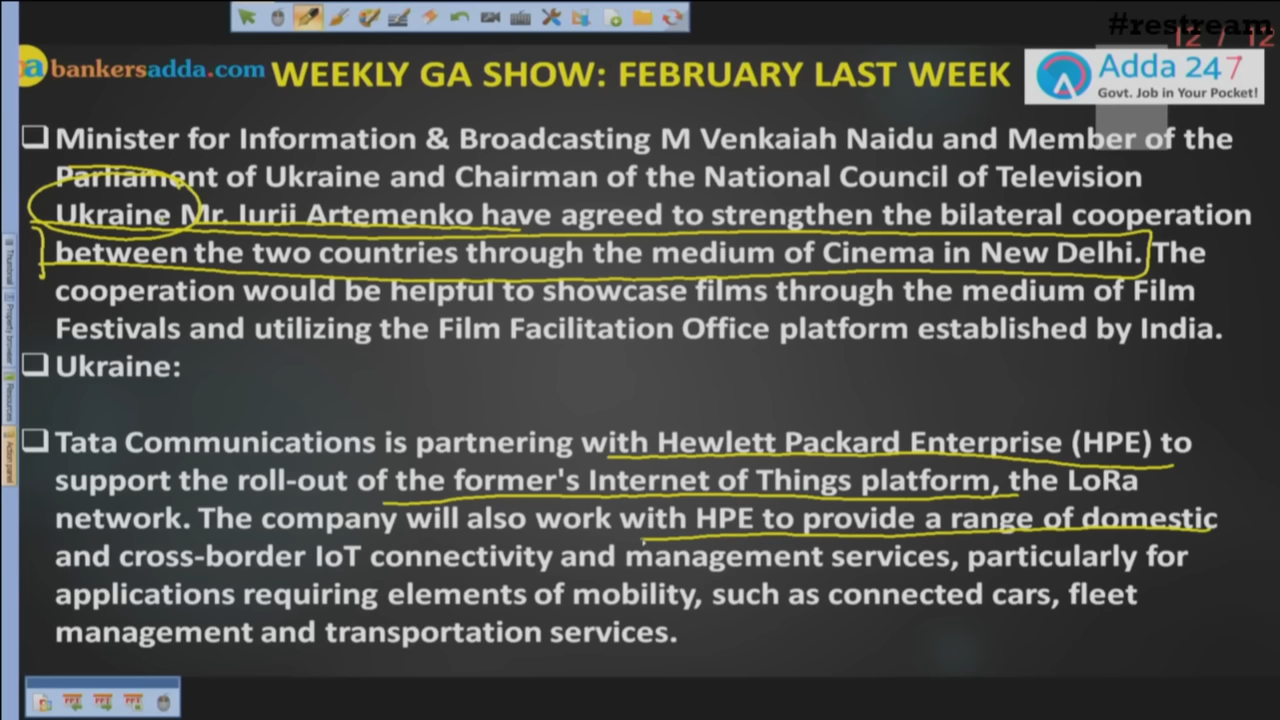 #restream
12 / 12
bankersadda.com WEEKLY GA SHOW: FEBRUARY LAST WEEK
Adda 247
Govt. Job in Your Pocket!
Minister for Information & Broadcasting M Venkaiah Naidu and Member of the
Parliament of Ukraine and Chairman of the National Council of Television
Ukraine Mr. Iurii Artemenko have agreed to strengthen the bilateral cooperation
between the two countries through the medium of Cinema in New Delhi. The
cooperation would be helpful to showcase films through the medium of Film
Festivals and utilizing the Film Facilitation Office platform established by India.
Ukraine:
Tata Communications is partnering with Hewlett Packard Enterprise (HPE) to
support the roll-out of the former's Internet of Things platform, the LoRa
network. The company will also work with HPE to provide a range of domestic
and cross-border IoT connectivity and management services, particularly for
applications requiring elements of mobility, such as connected cars, fleet
management and transportation services.
Thumbnail
Property browser
Resources
Action panel